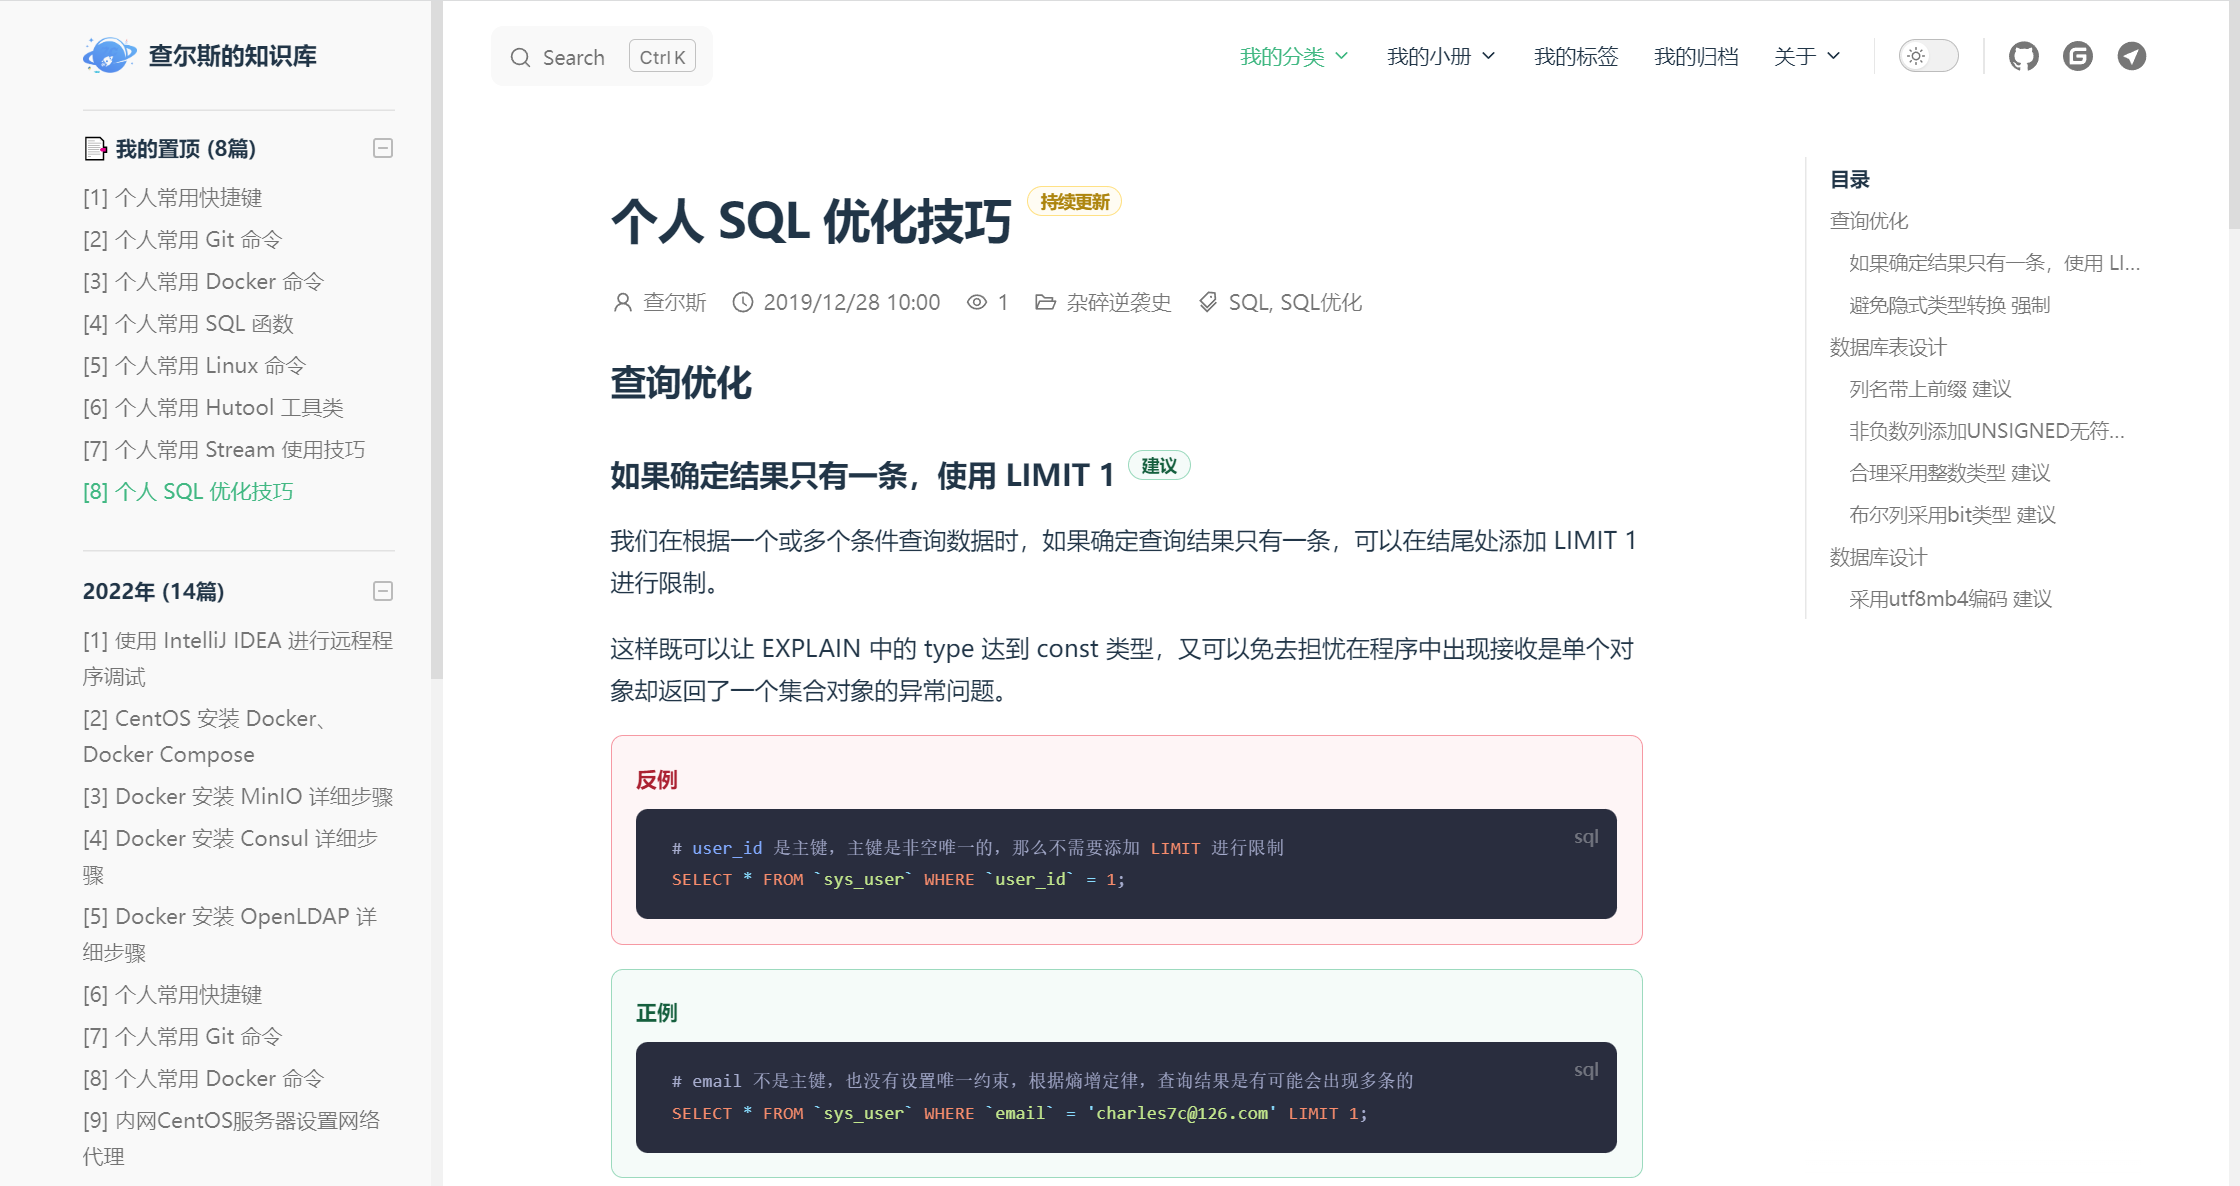 查尔斯的知识库
Search Ctrl K
我的分类
我的小册
我的标签
我的归档
关于
我的置顶 (8篇)
[1] 个人常用快捷键
[2] 个人常用 Git 命令
[3] 个人常用 Docker 命令
[4] 个人常用 SQL 函数
[5] 个人常用 Linux 命令
[6] 个人常用 Hutool 工具类
[7] 个人常用 Stream 使用技巧
[8] 个人 SQL 优化技巧
2022年 (14篇)
[1] 使用 IntelliJ IDEA 进行远程程
序调试
[2] CentOS 安装 Docker、
Docker Compose
[3] Docker 安装 MinIO 详细步骤
[4] Docker 安装 Consul 详细步
骤
[5] Docker 安装 OpenLDAP 详
细步骤
[6] 个人常用快捷键
[7] 个人常用 Git 命令
[8] 个人常用 Docker 命令
[9] 内网CentOS服务器设置网络
代理
个人 SQL 优化技巧 持续更新
查尔斯 2019/12/28 10:00 1 杂碎逆袭史 SQL, SQL优化
查询优化
如果确定结果只有一条，使用 LIMIT 1 建议
我们在根据一个或多个条件查询数据时，如果确定查询结果只有一条，可以在结尾处添加 LIMIT 1
进行限制。
这样既可以让 EXPLAIN 中的 type 达到 const 类型，又可以免去担忧在程序中出现接收是单个对
象却返回了一个集合对象的异常问题。
反例
sql
# user_id 是主键，主键是非空唯一的，那么不需要添加 LIMIT 进行限制
SELECT * FROM `sys_user` WHERE `user_id` = 1;
正例
sql
# email 不是主键，也没有设置唯一约束，根据熵增定律，查询结果是有可能会出现多条的
SELECT * FROM `sys_user` WHERE `email` = 'charles7c@126.com' LIMIT 1;
目录
查询优化
如果确定结果只有一条，使用 LI...
避免隐式类型转换 强制
数据库表设计
列名带上前缀 建议
非负数列添加UNSIGNED无符...
合理采用整数类型 建议
布尔列采用bit类型 建议
数据库设计
采用utf8mb4编码 建议